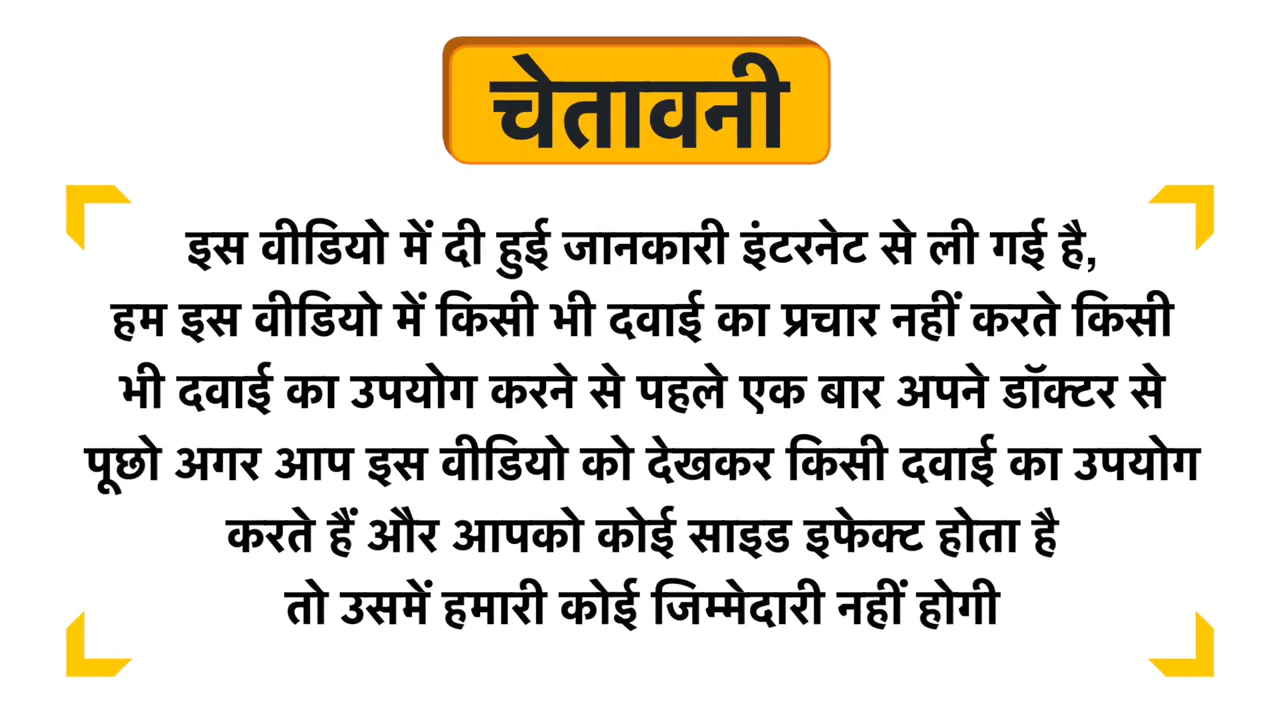 चेतावनी
इस वीडियो में दी हुई जानकारी इंटरनेट से ली गई है,
हम इस वीडियो में किसी भी दवाई का प्रचार नहीं करते किसी
भी दवाई का उपयोग करने से पहले एक बार अपने डॉक्टर से
पूछो अगर आप इस वीडियो को देखकर किसी दवाई का उपयोग
करते हैं और आपको कोई साइड इफेक्ट होता है
तो उसमें हमारी कोई जिम्मेदारी नहीं होगी